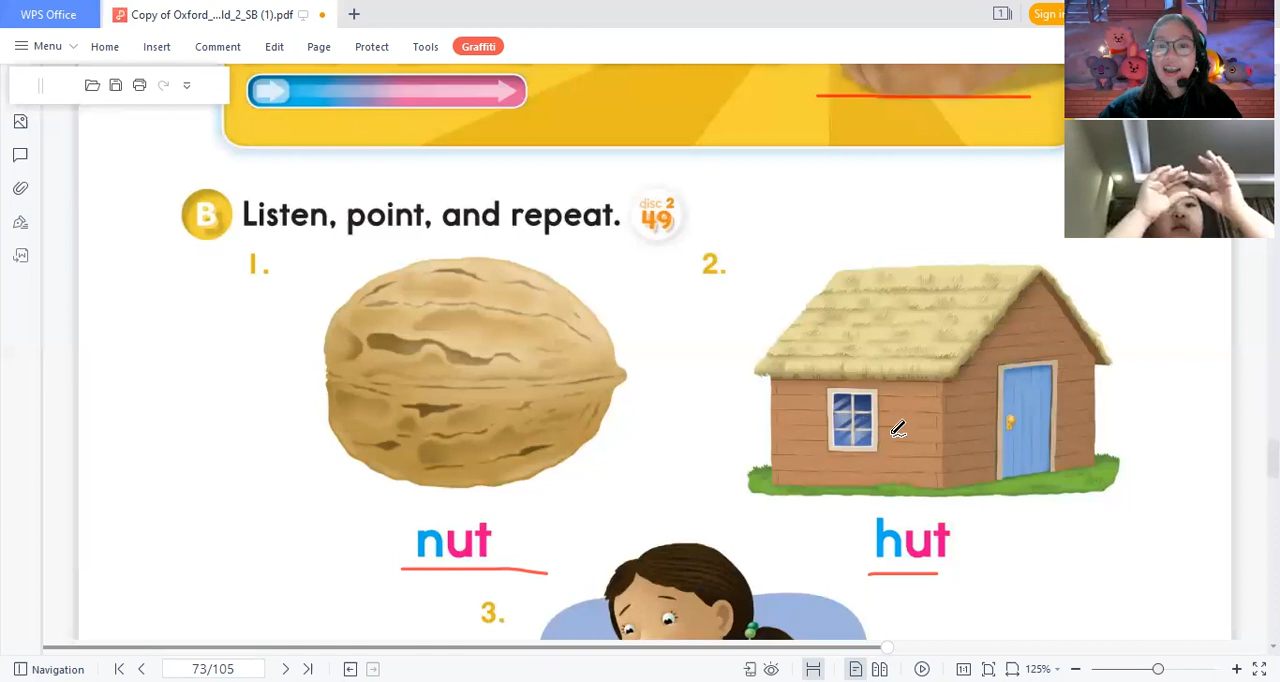 WPS Office
Copy of Oxford_...ld_2_SB (1).pdf
1
Sign in
Menu Home Insert Comment Edit Page Protect Tools Graffiti
B Listen, point, and repeat. disc 2 49
1. 2.
nut hut
3.
Navigation 73/105 125%